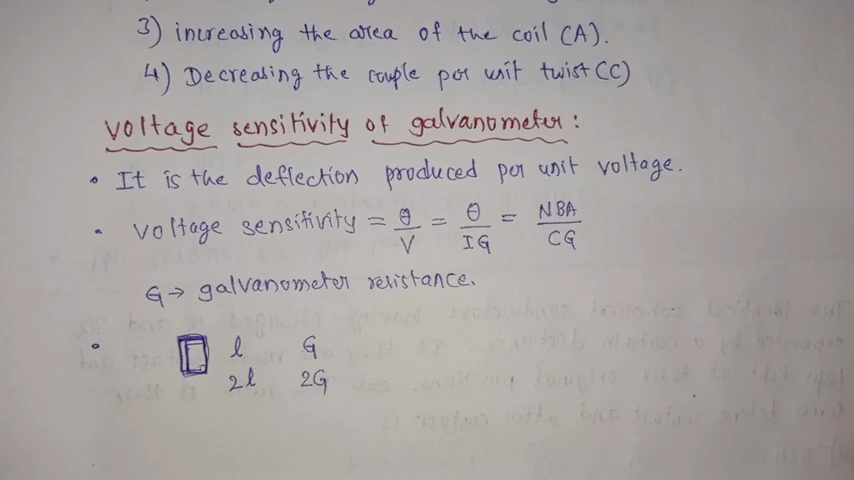 3) increasing the area of the coil (A).
4) Decreasing the couple per unit twist (C)
voltage sensitivity of galvanometer:
• It is the deflection produced per unit voltage.
• voltage sensitivity = θ/V = θ/IG = NBA/CG
G → galvanometer resistance.
• l G
2l 2G